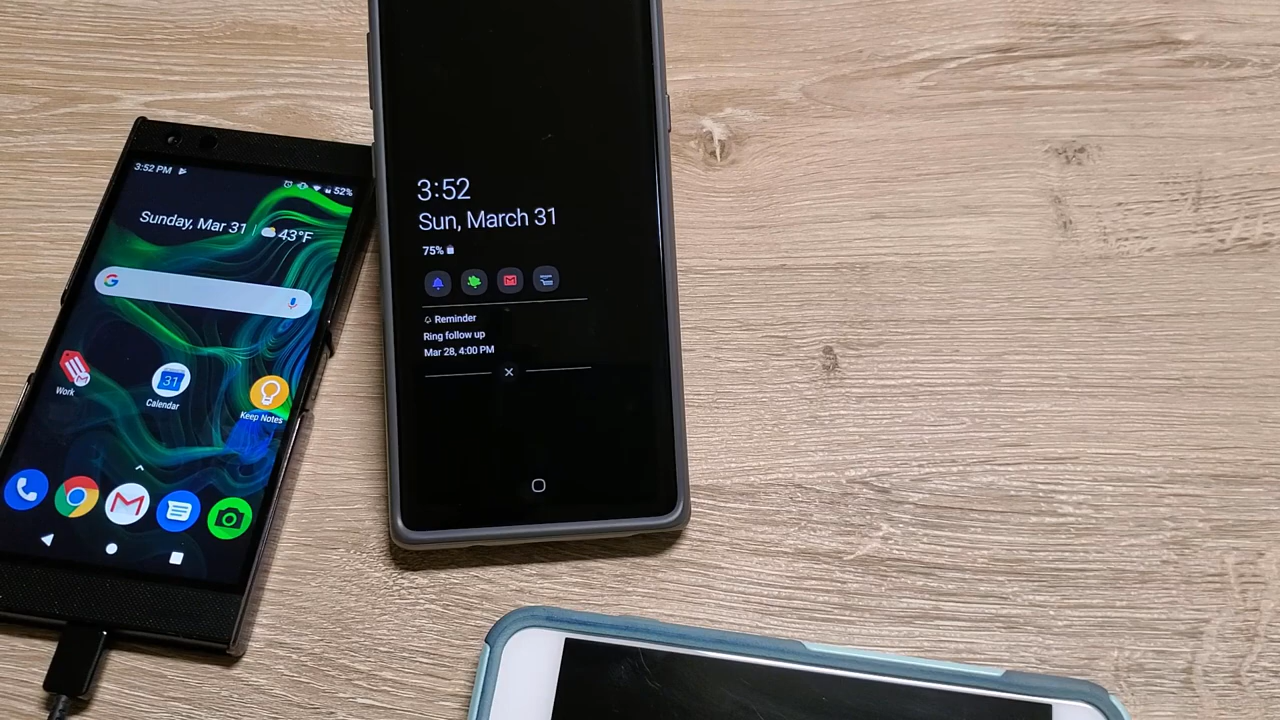 3:52 PM
52%
Sunday, Mar 31 | 43°F
G
Work
31
Calendar
Keep Notes
3:52
Sun, March 31
75%
Reminder
Ring follow up
Mar 28, 4:00 PM